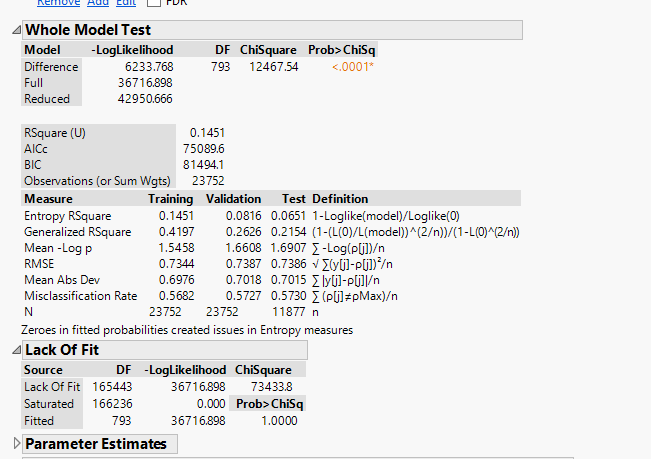 Remove Add Edit FDR
Whole Model Test
Model -LogLikelihood DF ChiSquare Prob>ChiSq
Difference 6233.768 793 12467.54 <.0001*
Full 36716.898
Reduced 42950.666
RSquare (U) 0.1451
AICc 75089.6
BIC 81494.1
Observations (or Sum Wgts) 23752
Measure Training Validation Test Definition
Entropy RSquare 0.1451 0.0816 0.0651 1-Loglike(model)/Loglike(0)
Generalized RSquare 0.4197 0.2626 0.2154 (1-(L(0)/L(model))^(2/n))/(1-L(0)^(2/n))
Mean -Log p 1.5458 1.6608 1.6907 ∑ -Log(ρ[j])/n
RMSE 0.7344 0.7387 0.7386 √ ∑(y[j]-ρ[j])²/n
Mean Abs Dev 0.6976 0.7018 0.7015 ∑ |y[j]-ρ[j]|/n
Misclassification Rate 0.5682 0.5727 0.5730 ∑ (ρ[j]≠ρMax)/n
N 23752 23752 11877 n
Zeroes in fitted probabilities created issues in Entropy measures
Lack Of Fit
Source DF -LogLikelihood ChiSquare
Lack Of Fit 165443 36716.898 73433.8
Saturated 166236 0.000 Prob>ChiSq
Fitted 793 36716.898 1.0000
Parameter Estimates